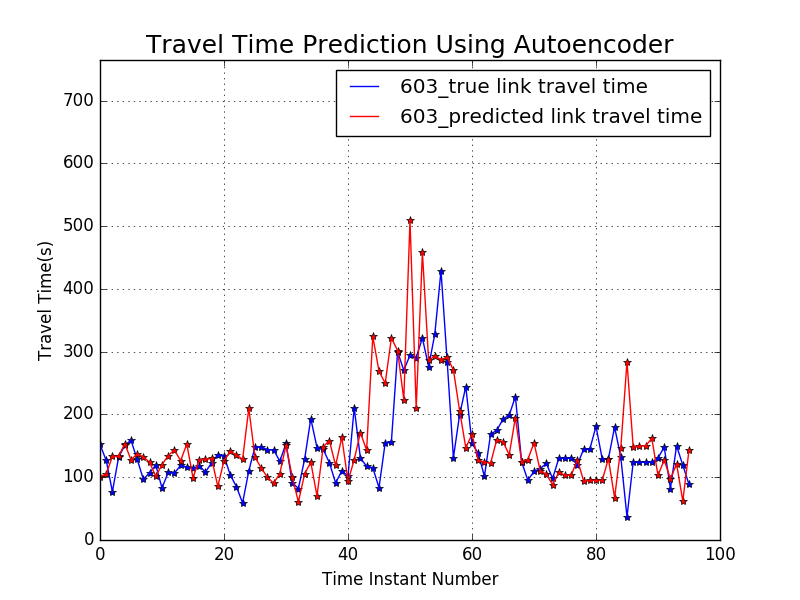 Travel Time Prediction Using Autoencoder
603_true link travel time
603_predicted link travel time
Travel Time(s)
700
600
500
400
300
200
100
0
0 20 40 60 80 100
Time Instant Number